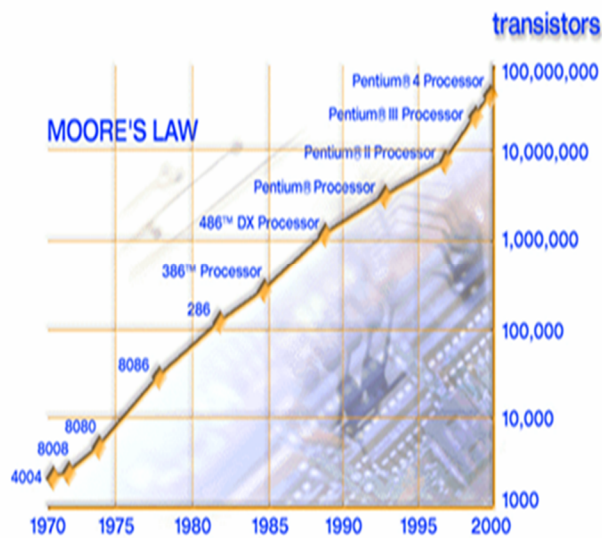 transistors
100,000,000
Pentium® 4 Processor
Pentium® III Processor
MOORE'S LAW
Pentium® II Processor
10,000,000
Pentium® Processor
486™ DX Processor
1,000,000
386™ Processor
286
100,000
8086
10,000
8080
8008
4004
1000
1970 1975 1980 1985 1990 1995 2000